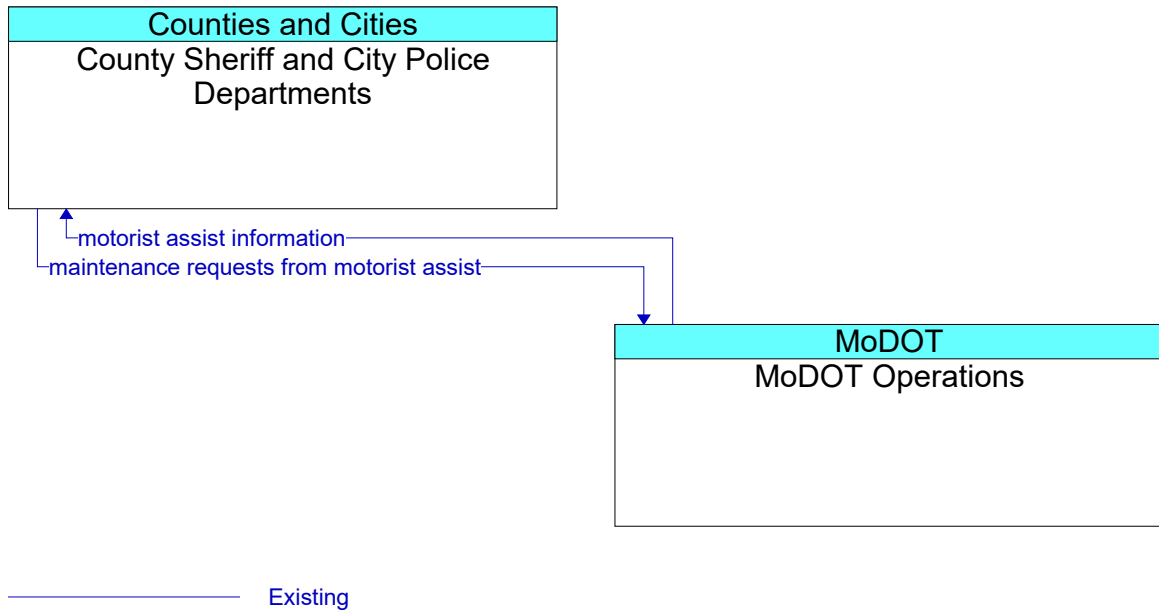 Counties and Cities
County Sheriff and City Police
Departments
motorist assist information
maintenance requests from motorist assist
MoDOT
MoDOT Operations
Existing